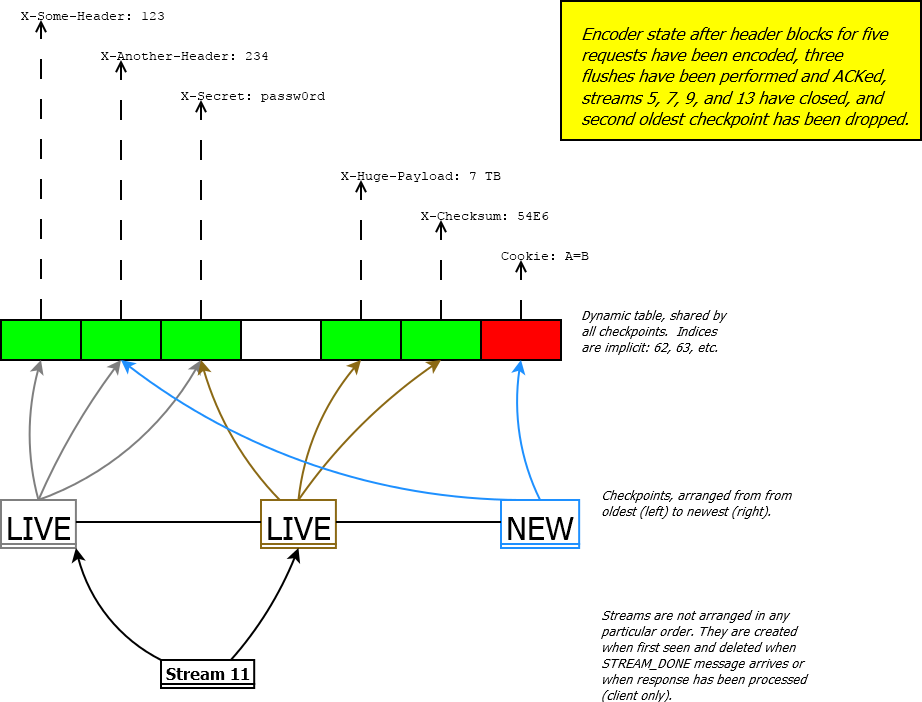 X-Some-Header: 123
Encoder state after header blocks for five
requests have been encoded, three
flushes have been performed and ACKed,
streams 5, 7, 9, and 13 have closed, and
second oldest checkpoint has been dropped.
X-Another-Header: 234
X-Secret: passw0rd
X-Huge-Payload: 7 TB
X-Checksum: 54E6
Cookie: A=B
Dynamic table, shared by
all checkpoints. Indices
are implicit: 62, 63, etc.
LIVE
LIVE
NEW
Checkpoints, arranged from from
oldest (left) to newest (right).
Streams are not arranged in any
particular order. They are created
when first seen and deleted when
STREAM_DONE message arrives or
when response has been processed
(client only).
Stream 11